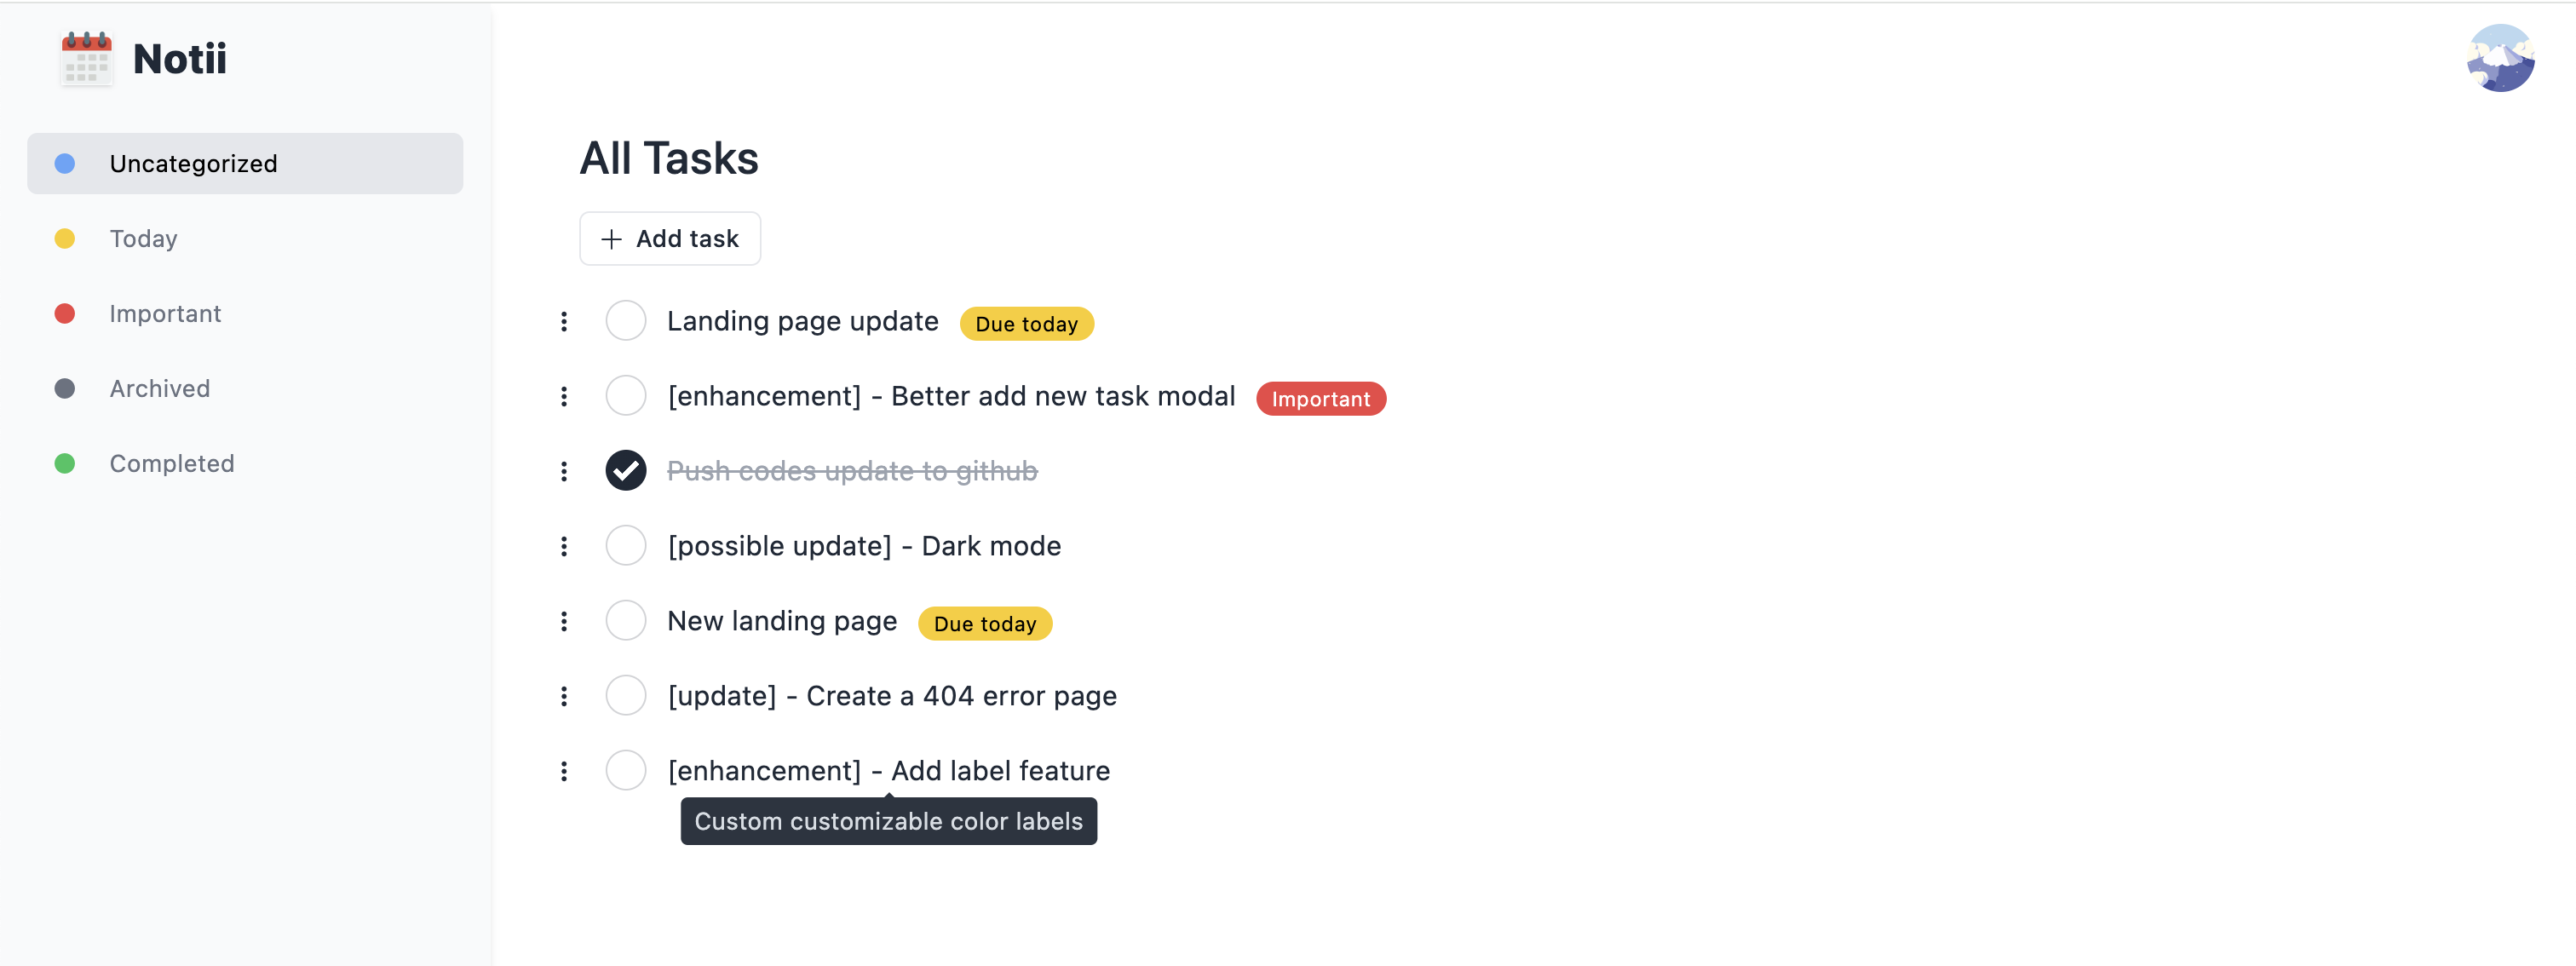 Notii
Uncategorized
Today
Important
Archived
Completed
All Tasks
Add task
Landing page update Due today
[enhancement] - Better add new task modal Important
Push codes update to github
[possible update] - Dark mode
New landing page Due today
[update] - Create a 404 error page
[enhancement] - Add label feature
Custom customizable color labels